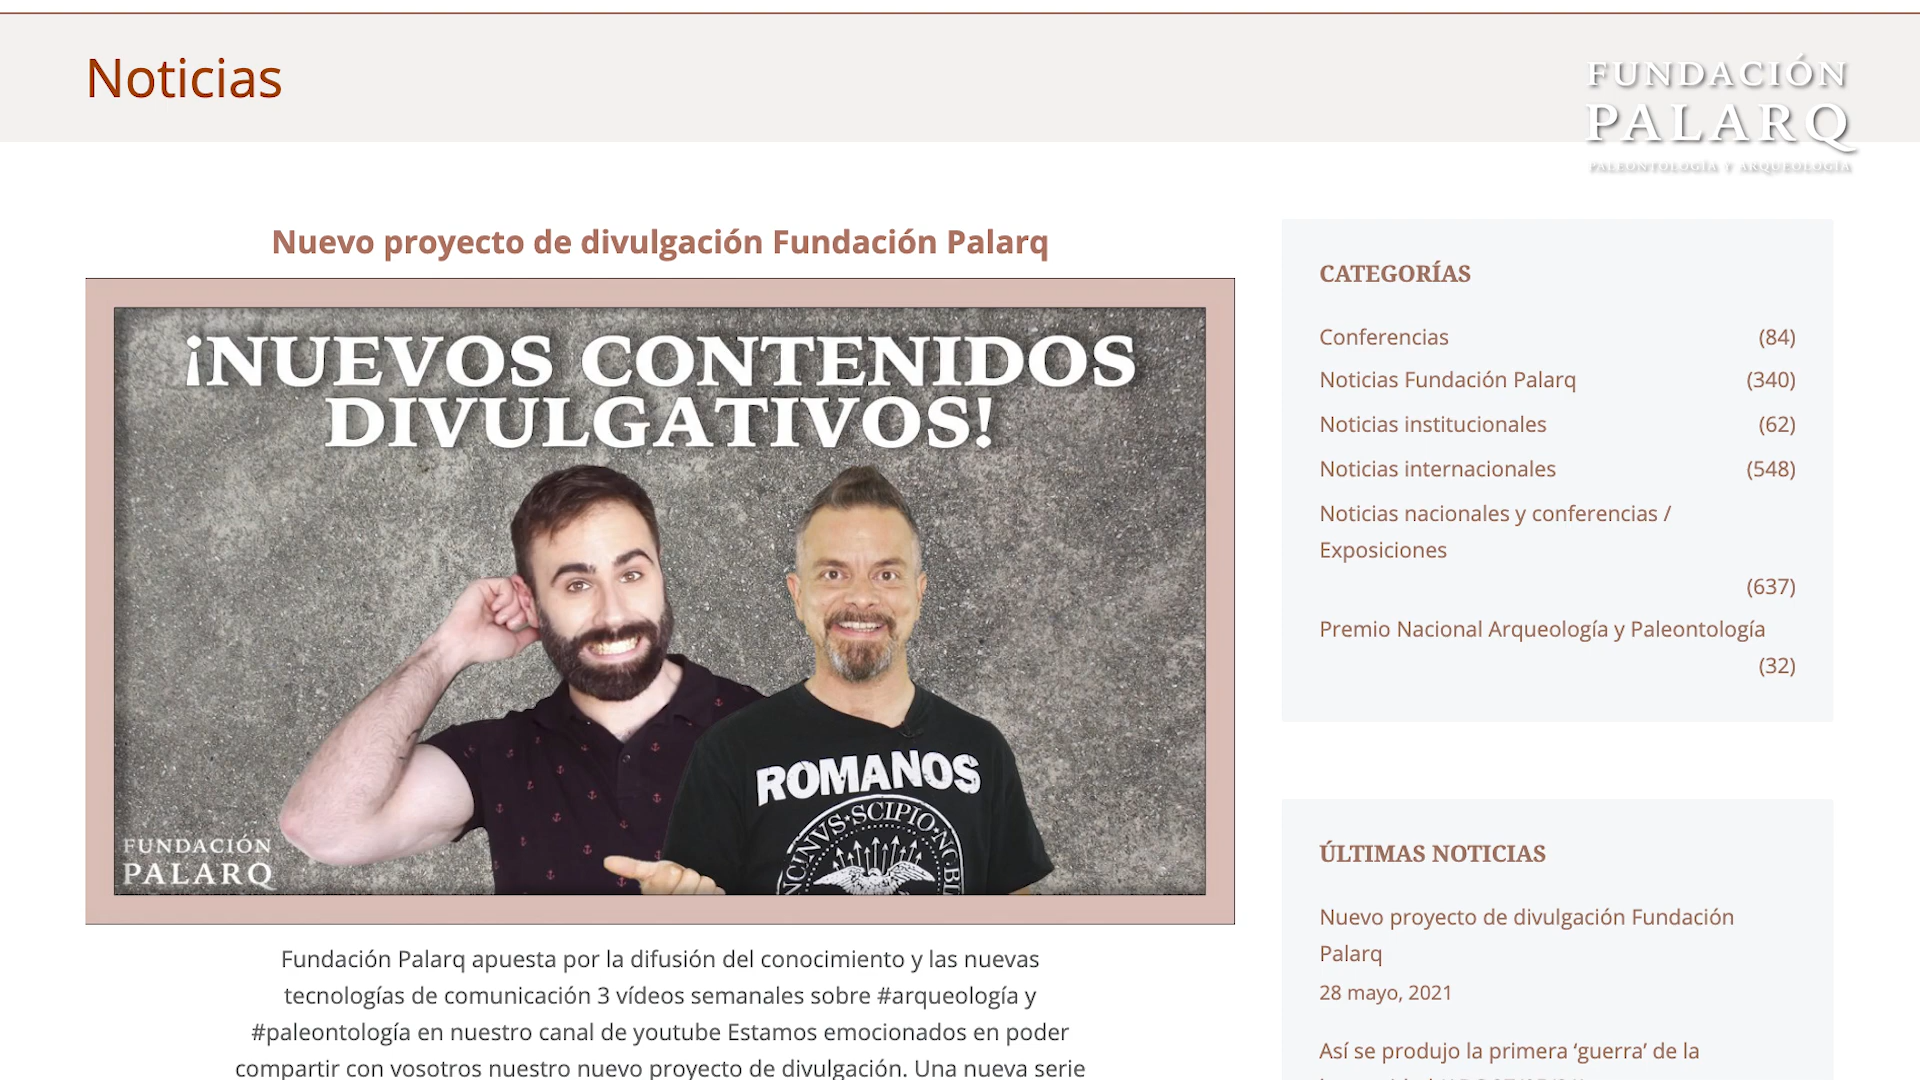 Noticias
FUNDACIÓN
PALARQ
PALEONTOLOGÍA Y ARQUEOLOGÍA
Nuevo proyecto de divulgación Fundación Palarq
¡NUEVOS CONTENIDOS
DIVULGATIVOS!
ROMANOS
SCIPIO
FUNDACIÓN
PALARQ
Fundación Palarq apuesta por la difusión del conocimiento y las nuevas
tecnologías de comunicación 3 vídeos semanales sobre #arqueología y
#paleontología en nuestro canal de youtube Estamos emocionados en poder
compartir con vosotros nuestro nuevo proyecto de divulgación. Una nueva serie
CATEGORÍAS
Conferencias (84)
Noticias Fundación Palarq (340)
Noticias institucionales (62)
Noticias internacionales (548)
Noticias nacionales y conferencias /
Exposiciones
(637)
Premio Nacional Arqueología y Paleontología
(32)
ÚLTIMAS NOTICIAS
Nuevo proyecto de divulgación Fundación
Palarq
28 mayo, 2021
Así se produjo la primera ‘guerra’ de la